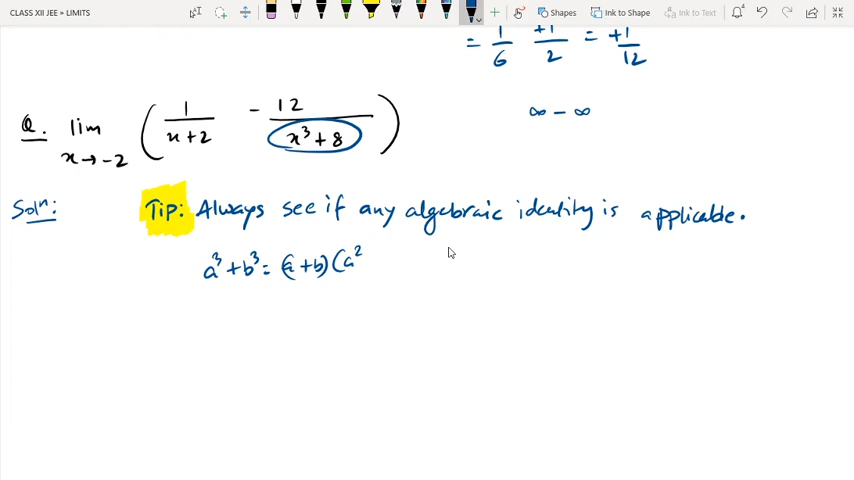 CLASS XII JEE » LIMITS
Shapes Ink to Shape Ink to Text
= 1/6 +1/2 = +1/12
Q. lim x→-2 ( 1/(x+2) - 12/(x³+8) ) ∞ - ∞
Solⁿ: Tip: Always see if any algebraic identity is applicable.
a³ + b³ = (a + b) (a²